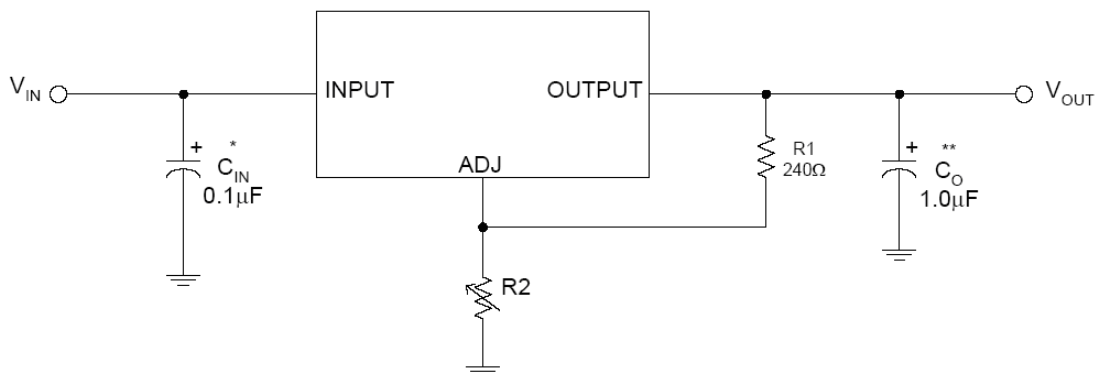 V_IN
INPUT
OUTPUT
V_OUT
*
C_IN
0.1μF
ADJ
R1
240Ω
**
C_O
1.0μF
R2
+
+